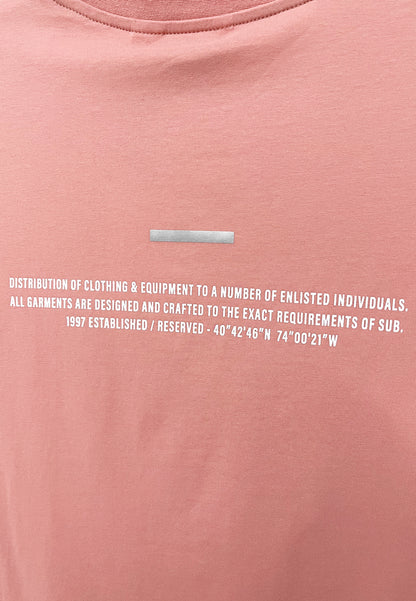 DISTRIBUTION OF CLOTHING & EQUIPMENT TO A NUMBER OF ENLISTED INDIVIDUALS.
ALL GARMENTS ARE DESIGNED AND CRAFTED TO THE EXACT REQUIREMENTS OF SUB.
1997 ESTABLISHED / RESERVED - 40″42'46″N 74″00'21″W